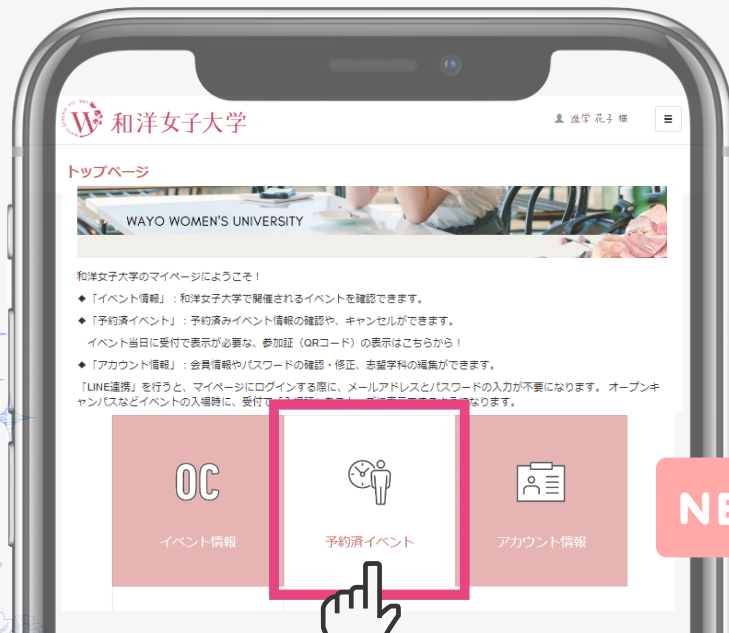 和洋女子大学
進学 花子 様
トップページ
WAYO WOMEN'S UNIVERSITY
和洋女子大学のマイページにようこそ！
◆「イベント情報」：和洋女子大学で開催されるイベントを確認できます。
◆「予約済イベント」：予約済みイベント情報の確認や、キャンセルができます。
イベント当日に受付で表示が必要な、参加証（QRコード）の表示はこちらから！
◆「アカウント情報」：会員情報やパスワードの確認・修正、志望学科の編集ができます。
「LINE連携」を行うと、マイページにログインする際に、メールアドレスとパスワードの入力が不要になります。 オープンキ
ャンパスなどイベントの入場時に、受付で
なります。
OC
イベント情報
予約済イベント
アカウント情報
NE